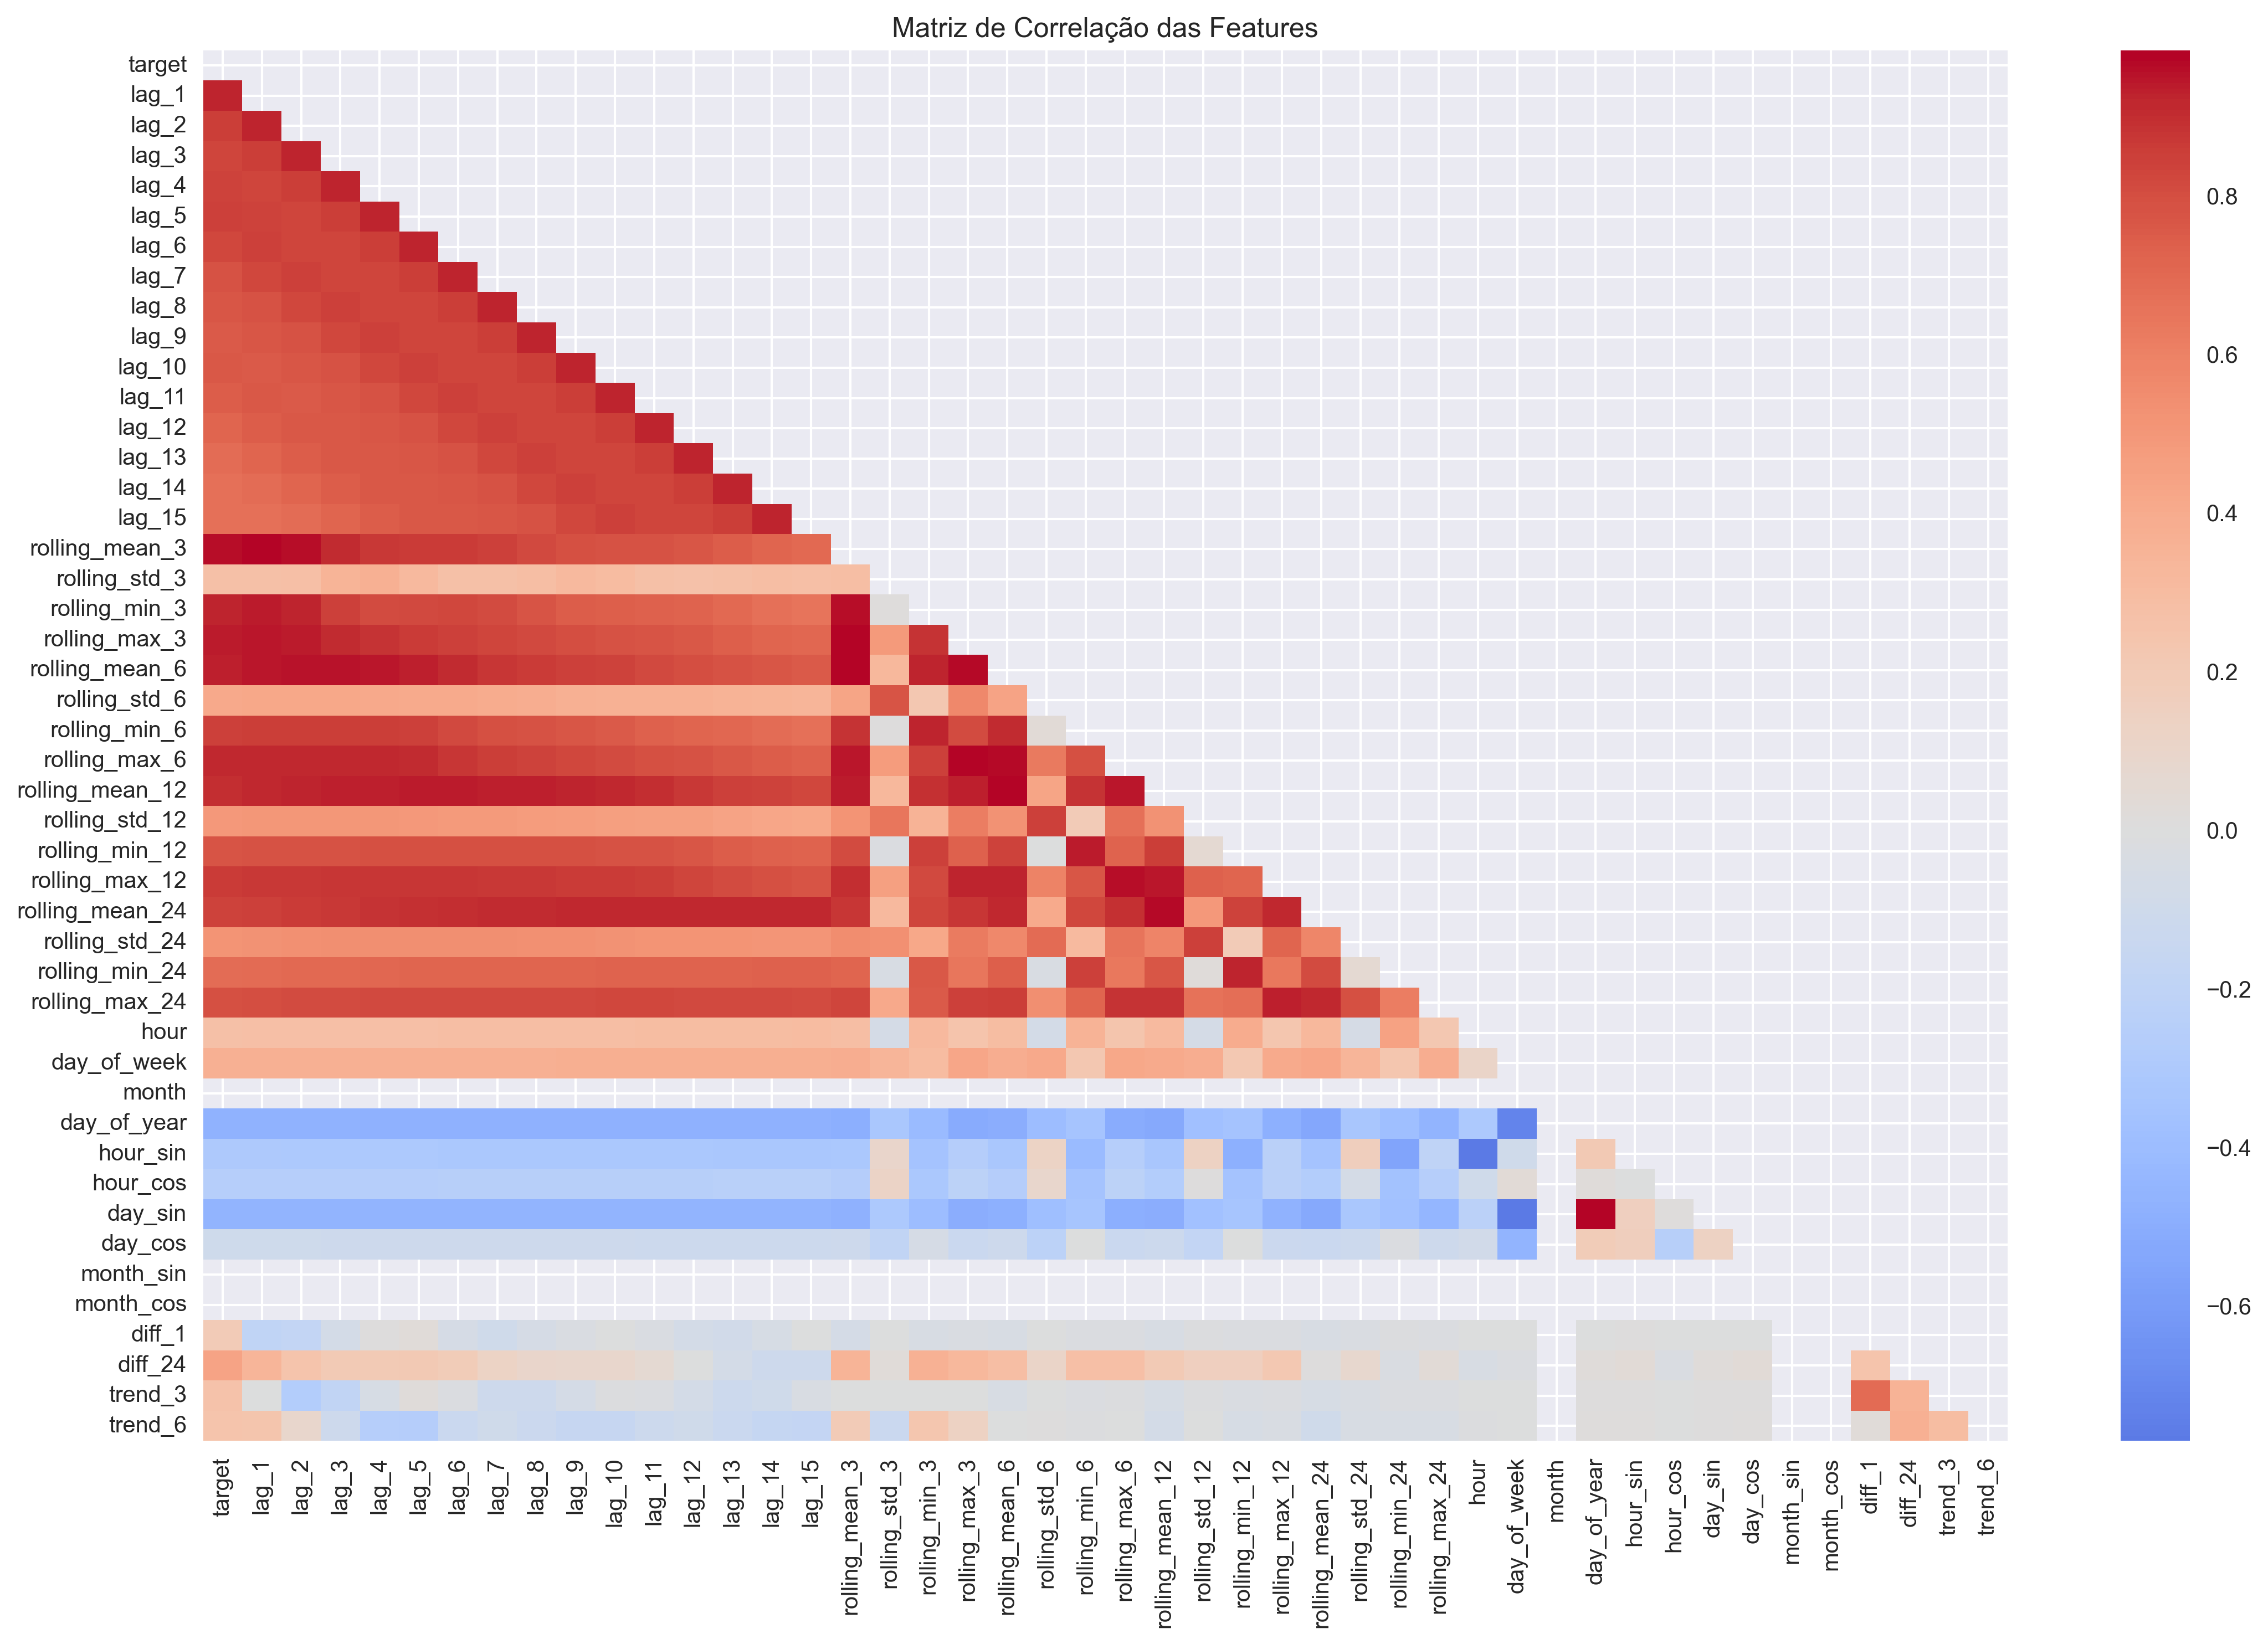 Matriz de Correlação das Features
target
lag_1
lag_2
lag_3
lag_4
lag_5
lag_6
lag_7
lag_8
lag_9
lag_10
lag_11
lag_12
lag_13
lag_14
lag_15
rolling_mean_3
rolling_std_3
rolling_min_3
rolling_max_3
rolling_mean_6
rolling_std_6
rolling_min_6
rolling_max_6
rolling_mean_12
rolling_std_12
rolling_min_12
rolling_max_12
rolling_mean_24
rolling_std_24
rolling_min_24
rolling_max_24
hour
day_of_week
month
day_of_year
hour_sin
hour_cos
day_sin
day_cos
month_sin
month_cos
diff_1
diff_24
trend_3
trend_6
target
lag_1
lag_2
lag_3
lag_4
lag_5
lag_6
lag_7
lag_8
lag_9
lag_10
lag_11
lag_12
lag_13
lag_14
lag_15
rolling_mean_3
rolling_std_3
rolling_min_3
rolling_max_3
rolling_mean_6
rolling_std_6
rolling_min_6
rolling_max_6
rolling_mean_12
rolling_std_12
rolling_min_12
rolling_max_12
rolling_mean_24
rolling_std_24
rolling_min_24
rolling_max_24
hour
day_of_week
month
day_of_year
hour_sin
hour_cos
day_sin
day_cos
month_sin
month_cos
diff_1
diff_24
trend_3
trend_6
0.8
0.6
0.4
0.2
0.0
−0.2
−0.4
−0.6